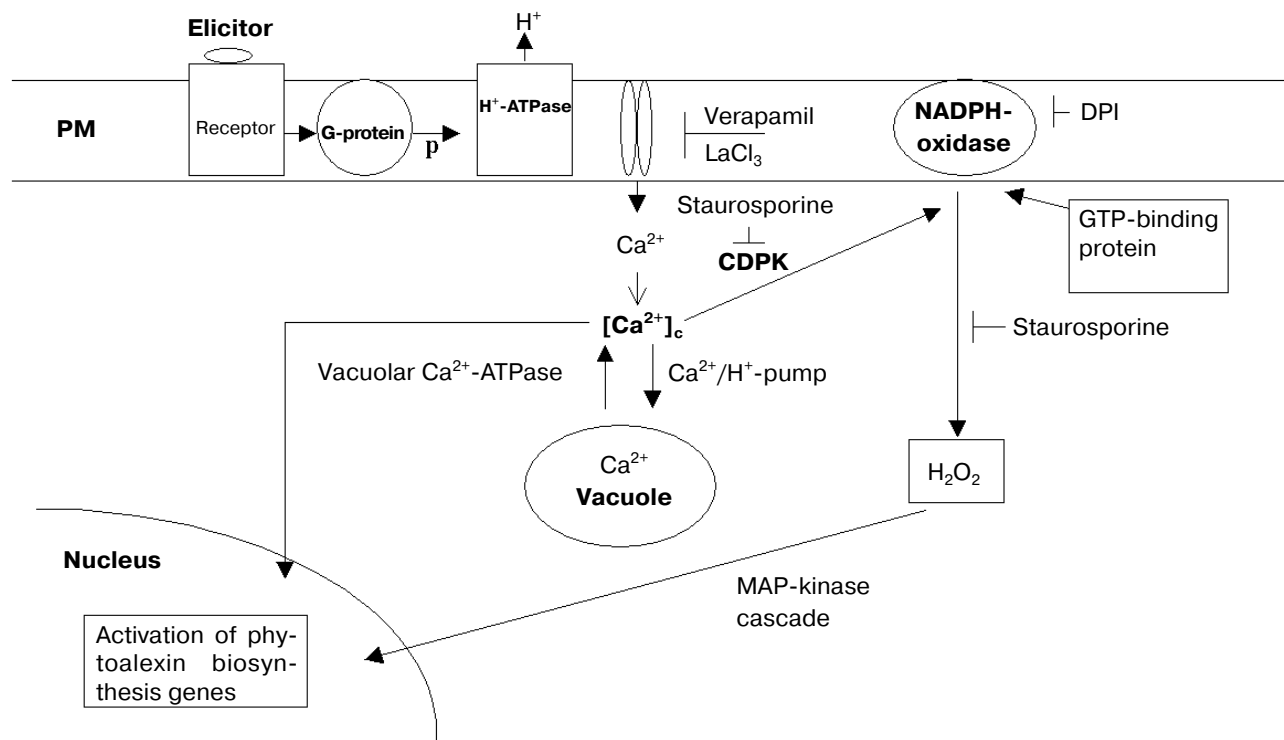 H⁺
Elicitor
H⁺-ATPase
PM
Receptor
G-protein
p
Verapamil
LaCl₃
NADPH-
oxidase
DPI
Staurosporine
CDPK
GTP-binding
protein
Ca²⁺
[Ca²⁺]c
Staurosporine
Vacuolar Ca²⁺-ATPase
Ca²⁺/H⁺-pump
Ca²⁺
Vacuole
H₂O₂
Nucleus
MAP-kinase
cascade
Activation of phy-
toalexin biosyn-
thesis genes